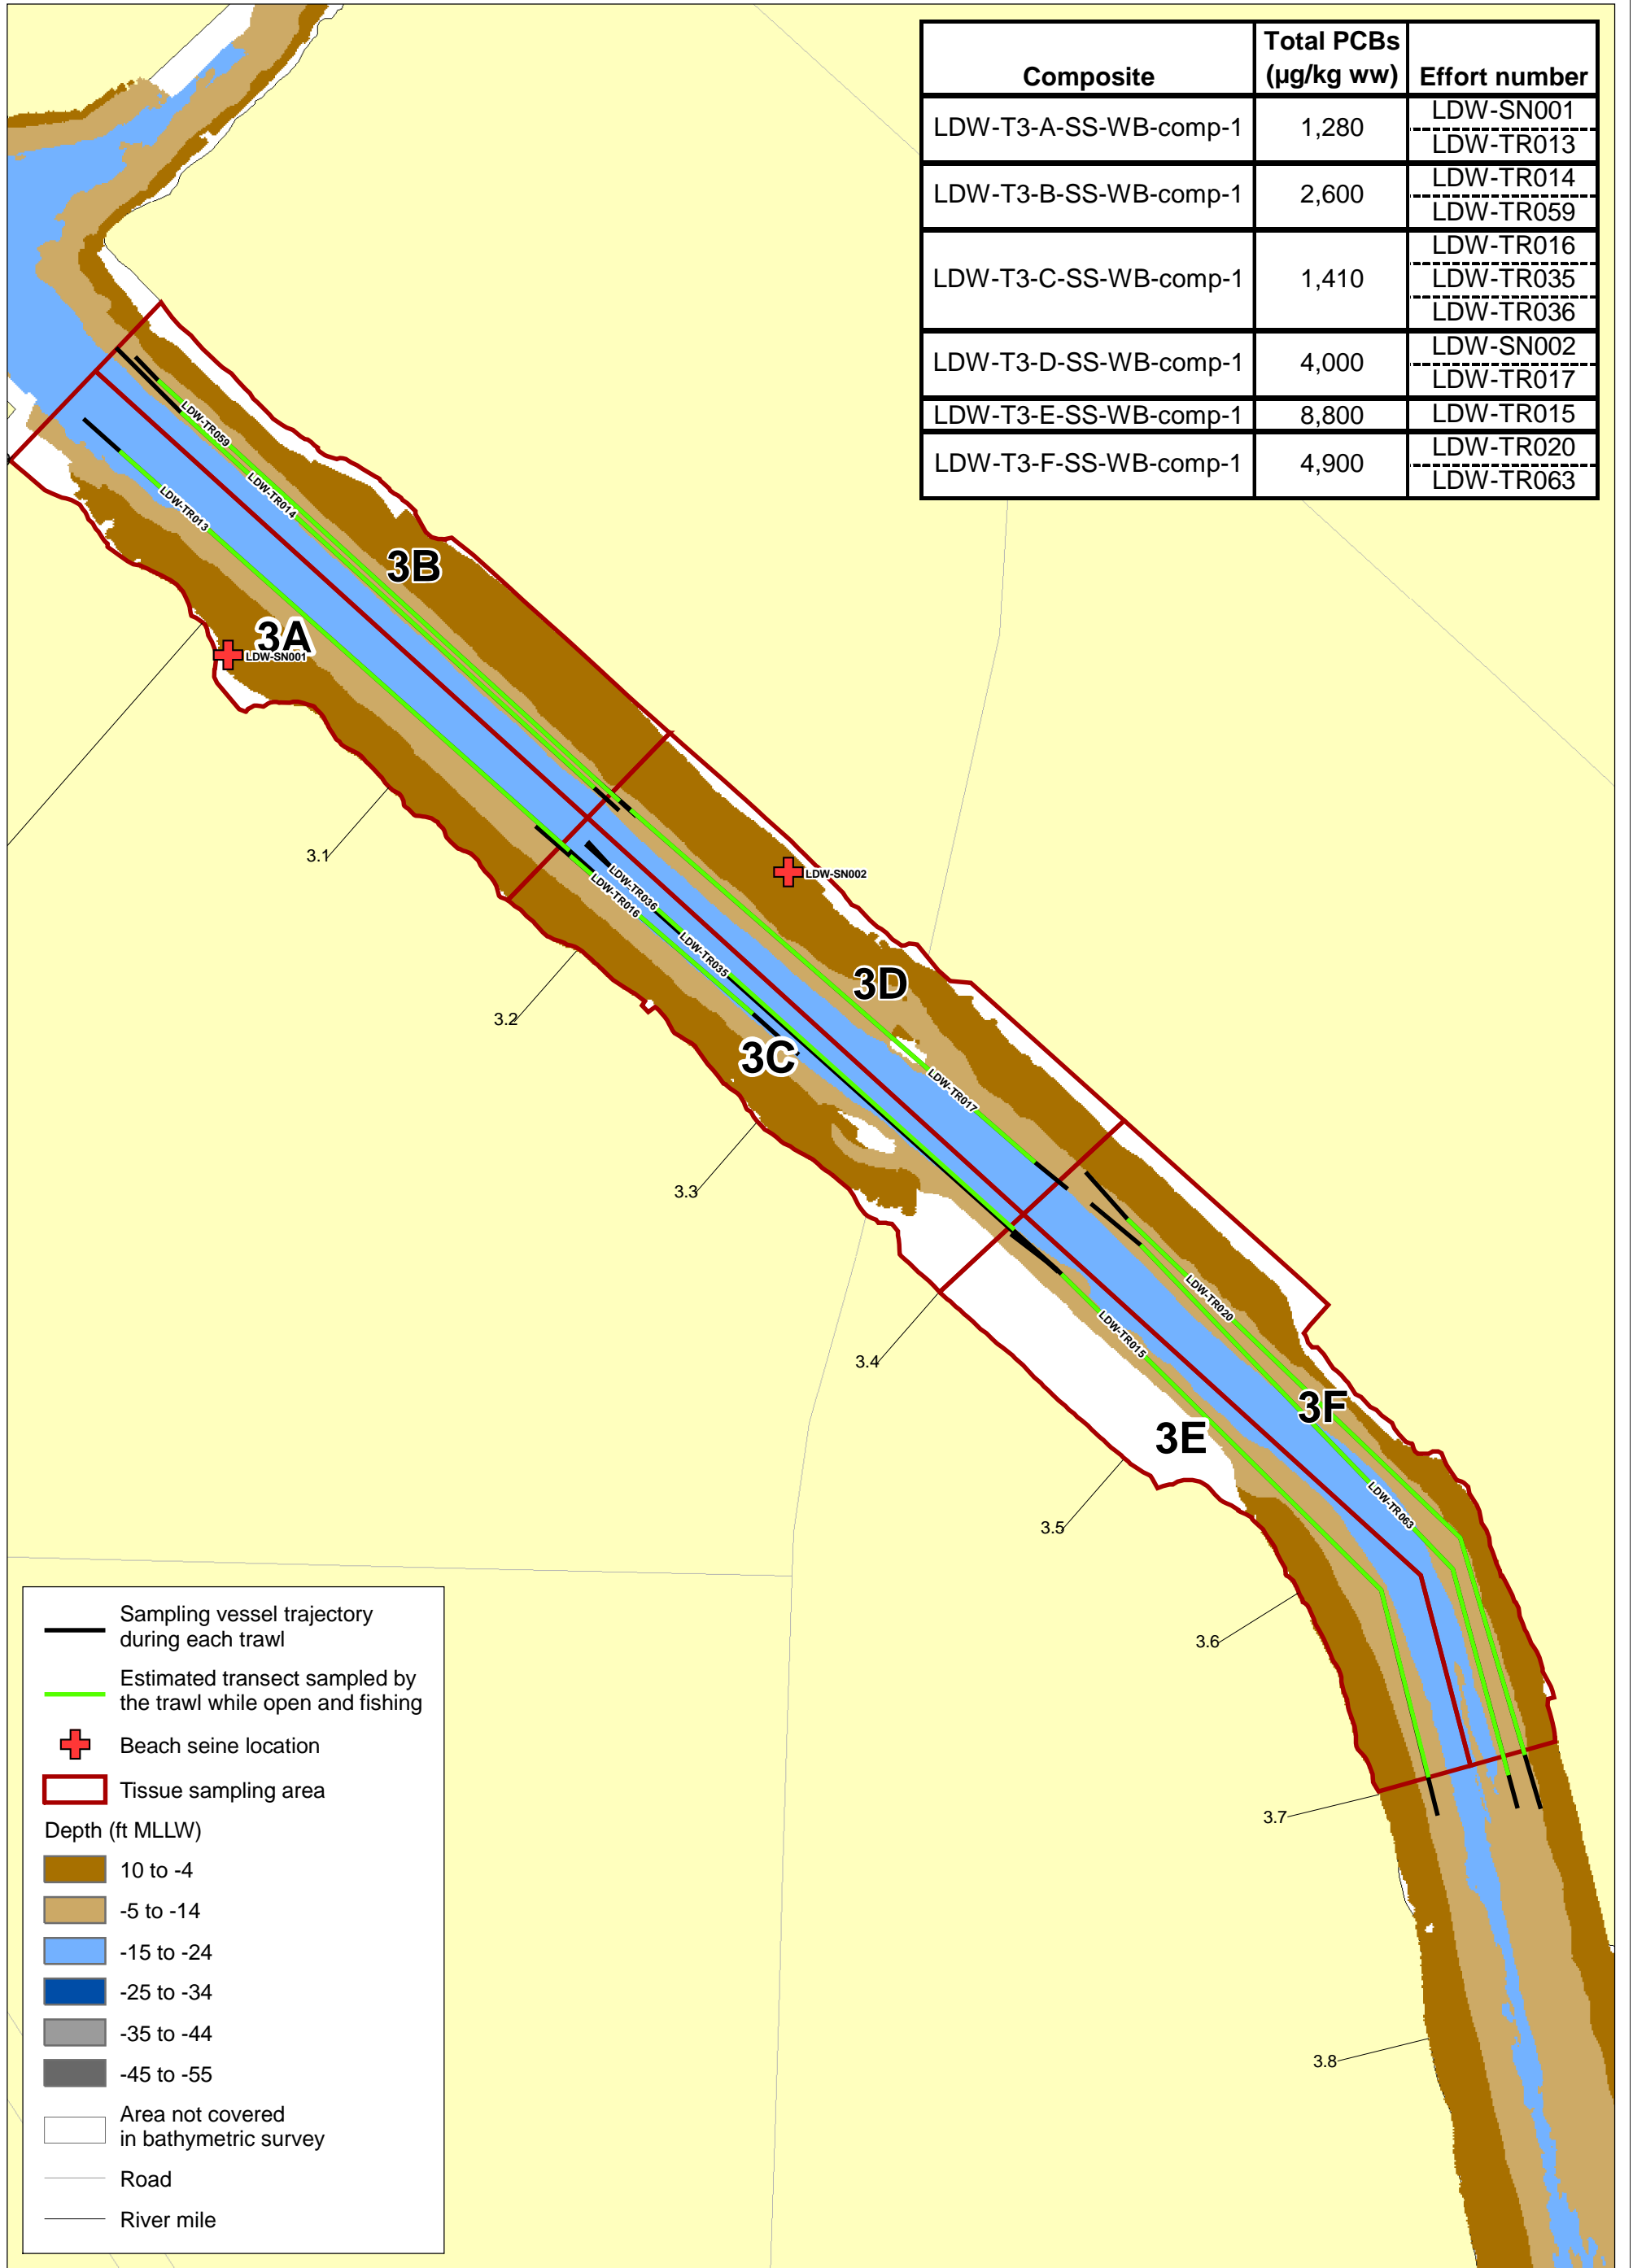 Composite
Total PCBs
(µg/kg ww)
Effort number
LDW-T3-A-SS-WB-comp-1
1,280
LDW-SN001
LDW-TR013
LDW-T3-B-SS-WB-comp-1
2,600
LDW-TR014
LDW-TR059
LDW-T3-C-SS-WB-comp-1
1,410
LDW-TR016
LDW-TR035
LDW-TR036
LDW-T3-D-SS-WB-comp-1
4,000
LDW-SN002
LDW-TR017
LDW-T3-E-SS-WB-comp-1
8,800
LDW-TR015
LDW-T3-F-SS-WB-comp-1
4,900
LDW-TR020
LDW-TR063
LDW-TR059
LDW-TR014
LDW-TR013
3B
3A
LDW-SN001
3.1
LDW-TR036
LDW-TR016
LDW-SN002
LDW-TR035
3D
3.2
3C
LDW-TR017
3.3
LDW-TR020
LDW-TR015
3.4
3F
3E
LDW-TR063
3.5
3.6
3.7
3.8
Sampling vessel trajectory
during each trawl
Estimated transect sampled by
the trawl while open and fishing
Beach seine location
Tissue sampling area
Depth (ft MLLW)
10 to -4
-5 to -14
-15 to -24
-25 to -34
-35 to -44
-45 to -55
Area not covered
in bathymetric survey
Road
River mile